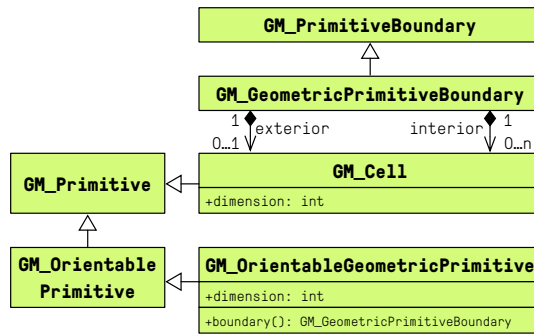 GM_PrimitiveBoundary
GM_GeometricPrimitiveBoundary
1 exterior interior 1
0…1 0…n
GM_Primitive
GM_Cell
+dimension: int
GM_Orientable
Primitive
GM_OrientableGeometricPrimitive
+dimension: int
+boundary(): GM_GeometricPrimitiveBoundary